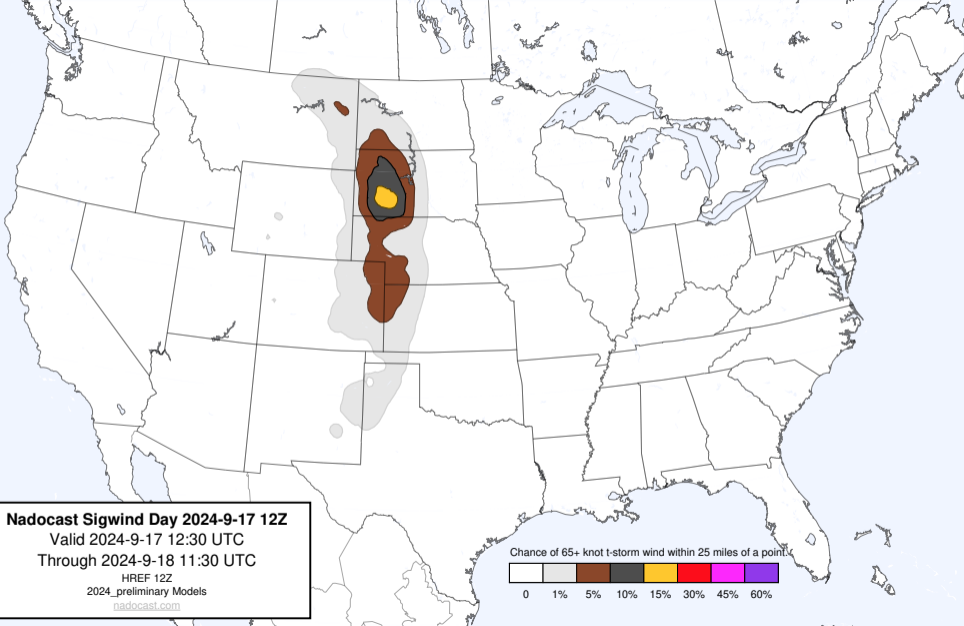 Nadocast Sigwind Day 2024-9-17 12Z
Valid 2024-9-17 12:30 UTC
Through 2024-9-18 11:30 UTC
HREF 12Z
2024_preliminary Models
nadocast.com
Chance of 65+ knot t-storm wind within 25 miles of a point.
0 1% 5% 10% 15% 30% 45% 60%